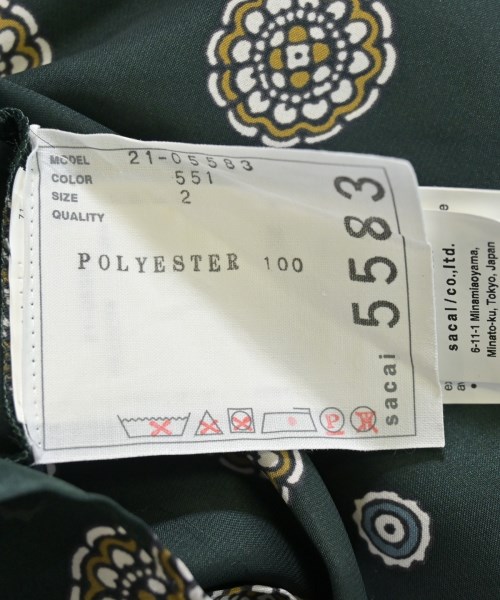 MODEL 21-05583
COLOR 551
SIZE 2
QUALITY
POLYESTER 100
sacai 5583
P W
sacai/co.,ltd.
6-11-1 Minamiaoyama,
Minato-ku, Tokyo, Japan